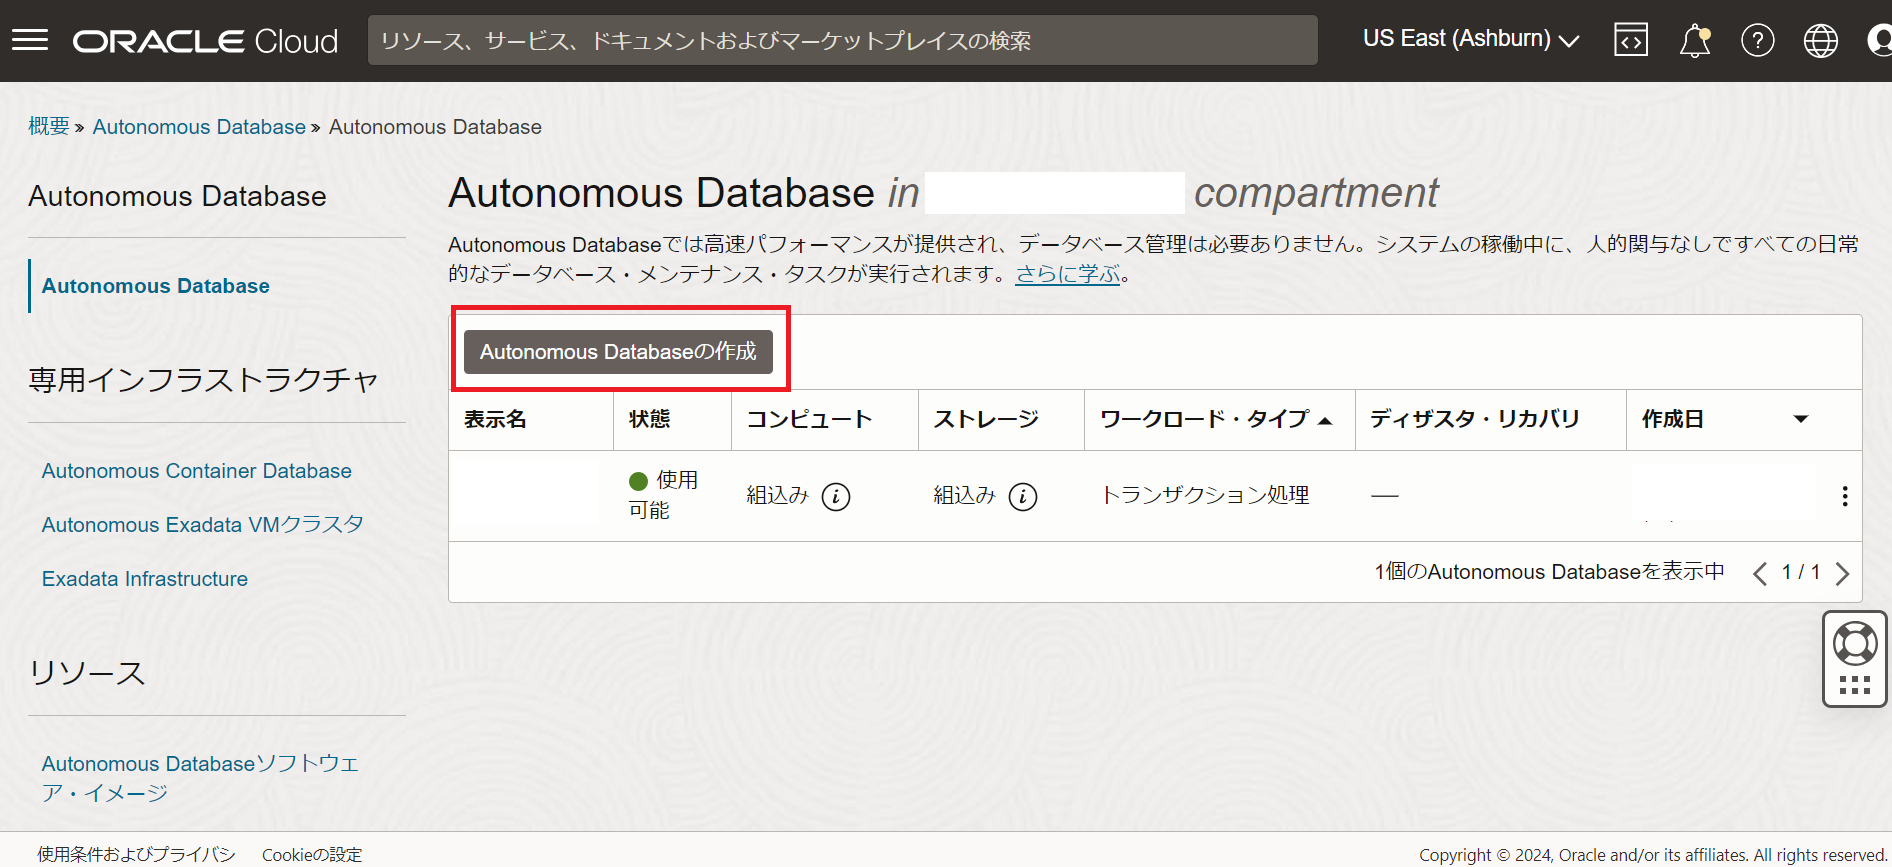 ORACLE Cloud
リソース、サービス、ドキュメントおよびマーケットプレイスの検索
US East (Ashburn)
概要 » Autonomous Database » Autonomous Database
Autonomous Database
Autonomous Database
専用インフラストラクチャ
Autonomous Container Database
Autonomous Exadata VMクラスタ
Exadata Infrastructure
リソース
Autonomous Databaseソフトウェ
ア・イメージ
Autonomous Database in compartment
Autonomous Databaseでは高速パフォーマンスが提供され、データベース管理は必要ありません。システムの稼働中に、人的関与なしですべての日常
的なデータベース・メンテナンス・タスクが実行されます。さらに学ぶ。
Autonomous Databaseの作成
表示名 状態 コンピュート ストレージ ワークロード・タイプ ディザスタ・リカバリ 作成日
使用
可能
組込み 組込み トランザクション処理 —
1個のAutonomous Databaseを表示中 1 / 1
使用条件およびプライバシ Cookieの設定
Copyright © 2024, Oracle and/or its affiliates. All rights reserved.